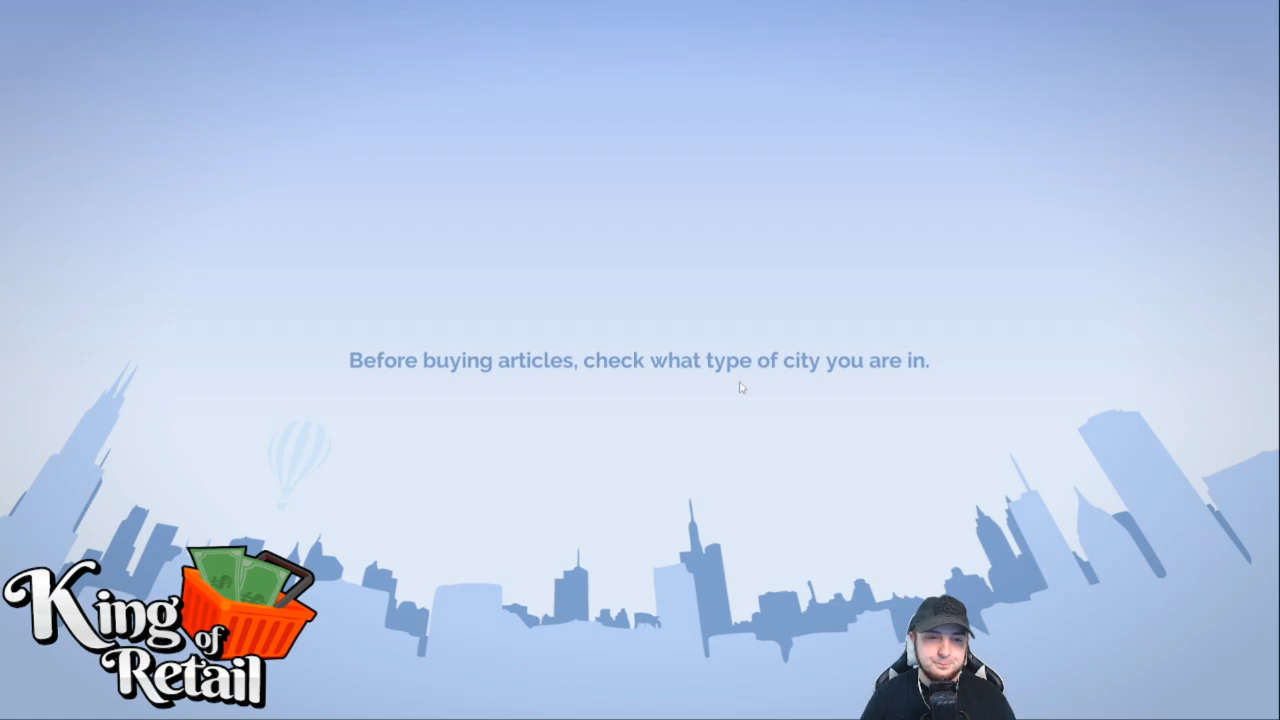 Before buying articles, check what type of city you are in.
King
of
Retail